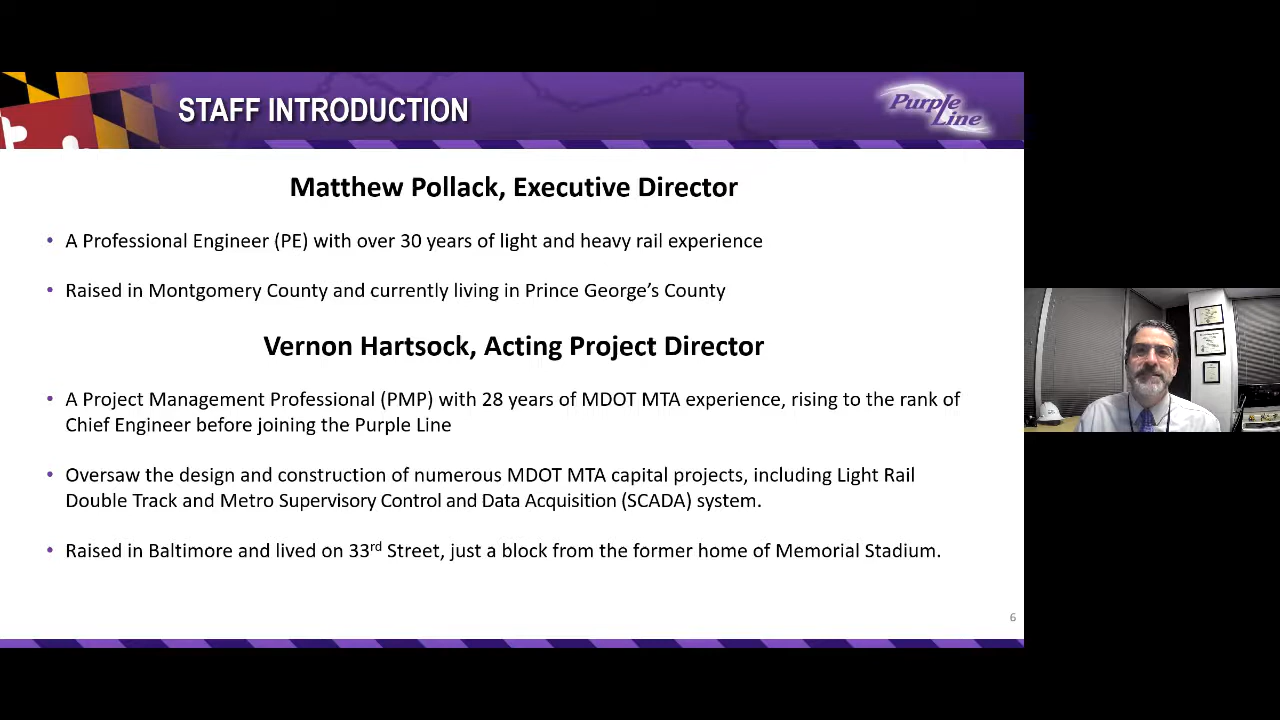 STAFF INTRODUCTION
Purple
Line
Matthew Pollack, Executive Director
• A Professional Engineer (PE) with over 30 years of light and heavy rail experience
• Raised in Montgomery County and currently living in Prince George’s County
Vernon Hartsock, Acting Project Director
• A Project Management Professional (PMP) with 28 years of MDOT MTA experience, rising to the rank of
Chief Engineer before joining the Purple Line
• Oversaw the design and construction of numerous MDOT MTA capital projects, including Light Rail
Double Track and Metro Supervisory Control and Data Acquisition (SCADA) system.
• Raised in Baltimore and lived on 33rd Street, just a block from the former home of Memorial Stadium.
6